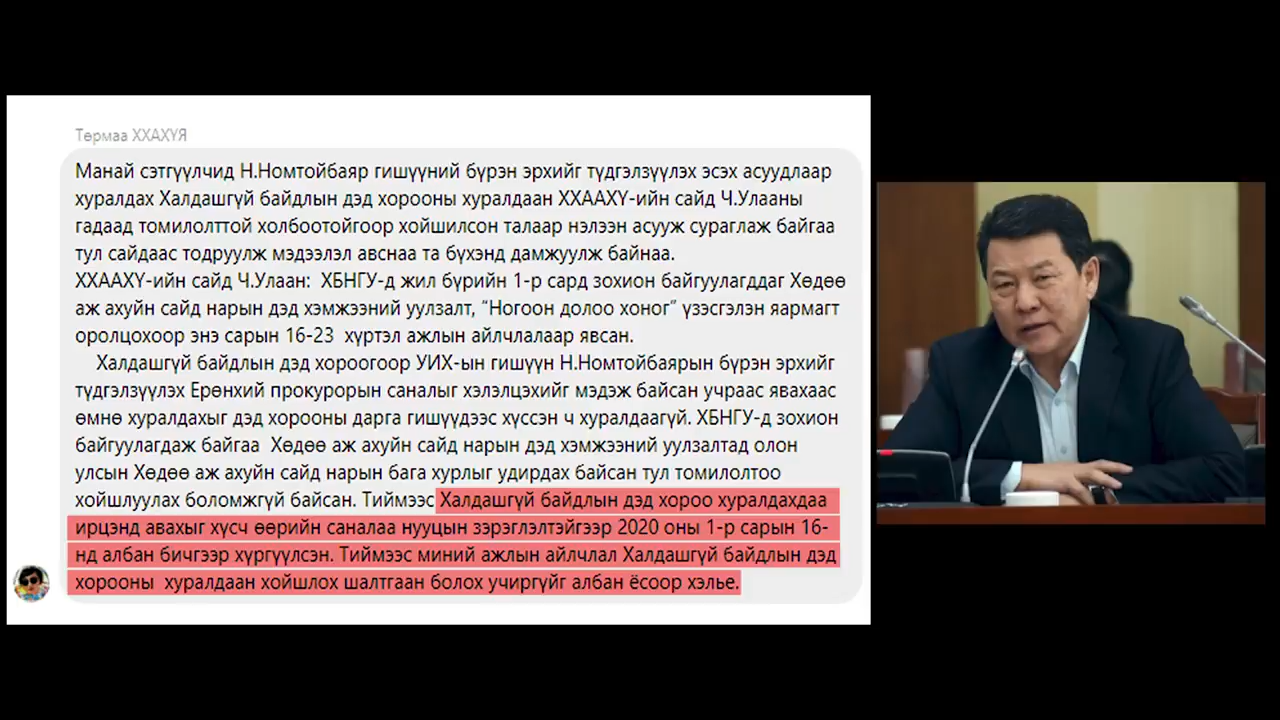 Төрмаа ХХАХҮЯ
Манай сэтгүүлчид Н.Номтойбаяр гишүүний бүрэн эрхийг түдгэлзүүлэх эсэх асуудлаар
хуралдах Халдашгүй байдлын дэд хорооны хуралдаан ХХААХҮ-ийн сайд Ч.Улааны
гадаад томилолттой холбоотойгоор хойшилсон талаар нэлээн асууж сураглаж байгаа
тул сайдаас тодруулж мэдээлэл авснаа та бүхэнд дамжуулж байнаа.
ХХААХҮ-ийн сайд Ч.Улаан: ХБНГУ-д жил бүрийн 1-р сард зохион байгуулагддаг Хөдөө
аж ахуйн сайд нарын дэд хэмжээний уулзалт, “Ногоон долоо хоног” үзэсгэлэн яармагт
оролцохоор энэ сарын 16-23 хүртэл ажлын айлчлалаар явсан.
Халдашгүй байдлын дэд хороогоор УИХ-ын гишүүн Н.Номтойбаярын бүрэн эрхийг
түдгэлзүүлэх Ерөнхий прокурорын саналыг хэлэлцэхийг мэдэж байсан учраас явахаас
өмнө хуралдахыг дэд хорооны дарга гишүүдээс хүссэн ч хуралдаагүй. ХБНГУ-д зохион
байгуулагдаж байгаа Хөдөө аж ахуйн сайд нарын дэд хэмжээний уулзалтад олон
улсын Хөдөө аж ахуйн сайд нарын бага хурлыг удирдах байсан тул томилолтоо
хойшлуулах боломжгүй байсан. Тиймээс Халдашгүй байдлын дэд хороо хуралдахдаа
ирцэнд авахыг хүсч өөрийн саналаа нууцын зэрэглэлтэйгээр 2020 оны 1-р сарын 16-
нд албан бичгээр хүргүүлсэн. Тиймээс миний ажлын айлчлал Халдашгүй байдлын дэд
хорооны хуралдаан хойшлох шалтгаан болох учиргүйг албан ёсоор хэлье.